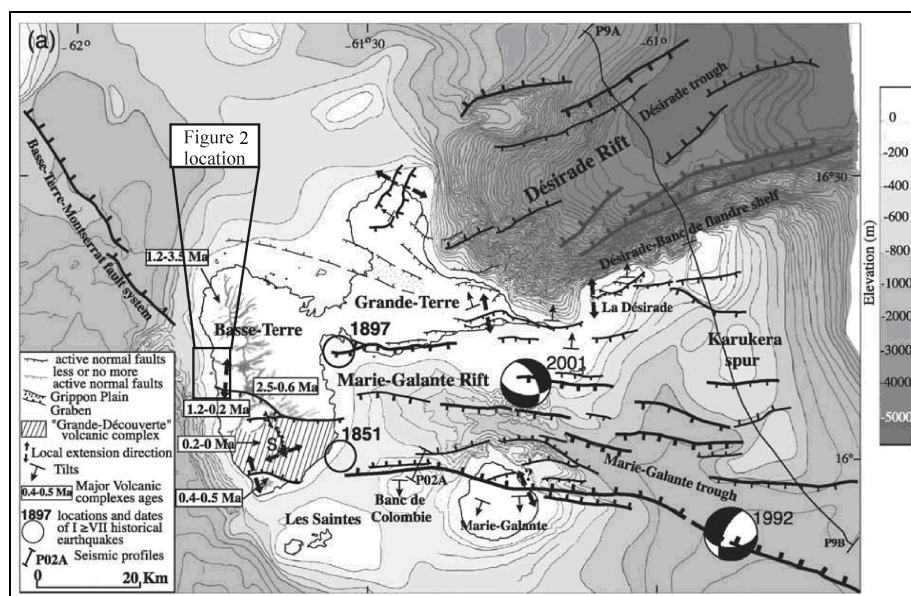 (a)
62°
61°30
61°
P9A
0
-200
-400
-600
-800
-1000
-2000
-3000
-4000
-5000
Elevation (m)
16°30
16°
Figure 2
location
Basse-Terre-Montserrat fault system
Désirade trough
Désirade Rift
Désirade-Banc de flandre shelf
1.2-3.5 Ma
Grande-Terre
La Désirade
Basse-Terre
1897
2001
Karukera
spur
Marie-Galante Rift
2.5-0.6 Ma
1.2-0.2 Ma
0.2-0 Ma
S
1851
0.4-0.5 Ma
P02A
Banc de
Colombie
?
Marie-Galante
Marie-Galante
trough
Les Saintes
1992
P9B
active normal faults
less or no more
active normal faults
Grippon Plain
Graben
"Grande-Découverte"
volcanic complex
Local extension direction
Tilts
0.4-0.5 Ma
Major Volcanic
complexes ages
1897
locations and dates
of I ≥VII historical
earthquakes
P02A
Seismic profiles
0
20 Km